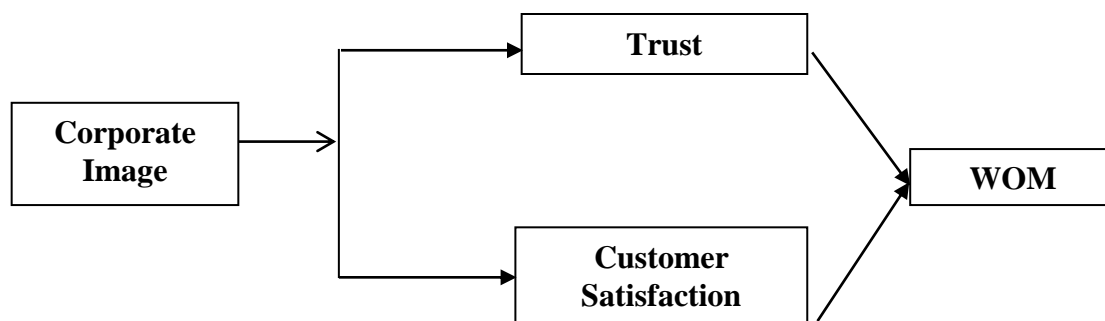 Trust
Corporate
Image
WOM
Customer
Satisfaction